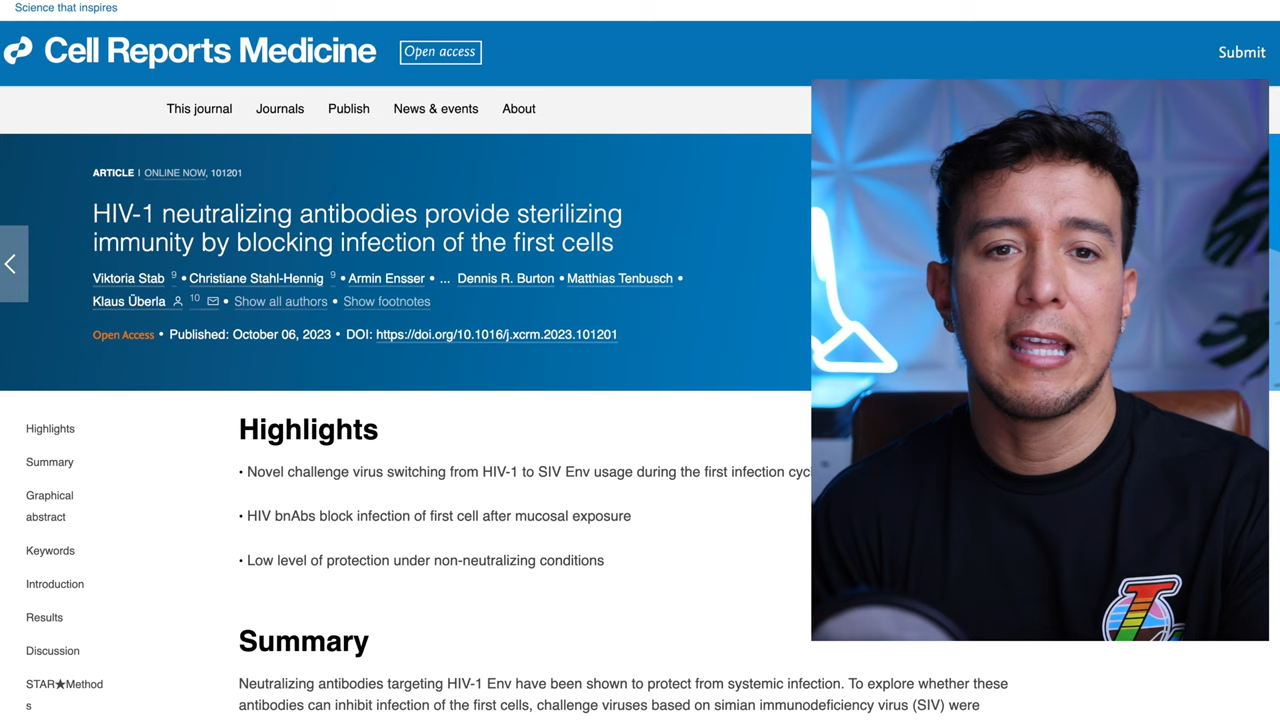 Science that inspires
Cell Reports Medicine
Open access
Submit
This journal Journals Publish News & events About
ARTICLE | ONLINE NOW, 101201
HIV-1 neutralizing antibodies provide sterilizing
immunity by blocking infection of the first cells
Viktoria Stab 9 • Christiane Stahl-Hennig 9 • Armin Ensser • ... Dennis R. Burton • Matthias Tenbusch •
Klaus Überla 10 • Show all authors • Show footnotes
Open Access • Published: October 06, 2023 • DOI: https://doi.org/10.1016/j.xcrm.2023.101201
Highlights
Summary
Graphical
abstract
Keywords
Introduction
Results
Discussion
STAR★Method
s
Highlights
• Novel challenge virus switching from HIV-1 to SIV Env usage during the first infection cyc
• HIV bnAbs block infection of first cell after mucosal exposure
• Low level of protection under non-neutralizing conditions
Summary
Neutralizing antibodies targeting HIV-1 Env have been shown to protect from systemic infection. To explore whether these
antibodies can inhibit infection of the first cells, challenge viruses based on simian immunodeficiency virus (SIV) were